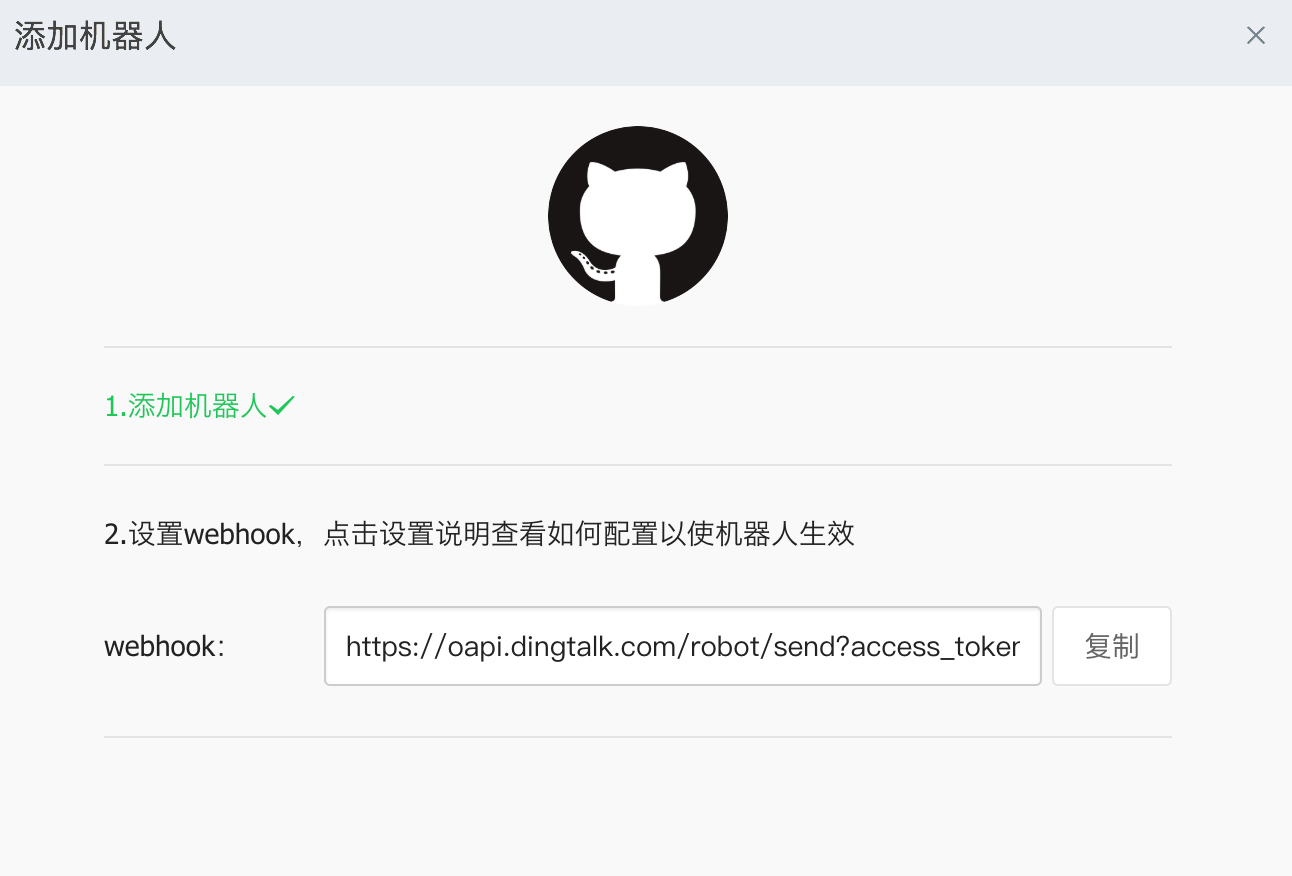 添加机器人
1.添加机器人
2.设置webhook，点击设置说明查看如何配置以使机器人生效
webhook：
https://oapi.dingtalk.com/robot/send?access_toker
复制